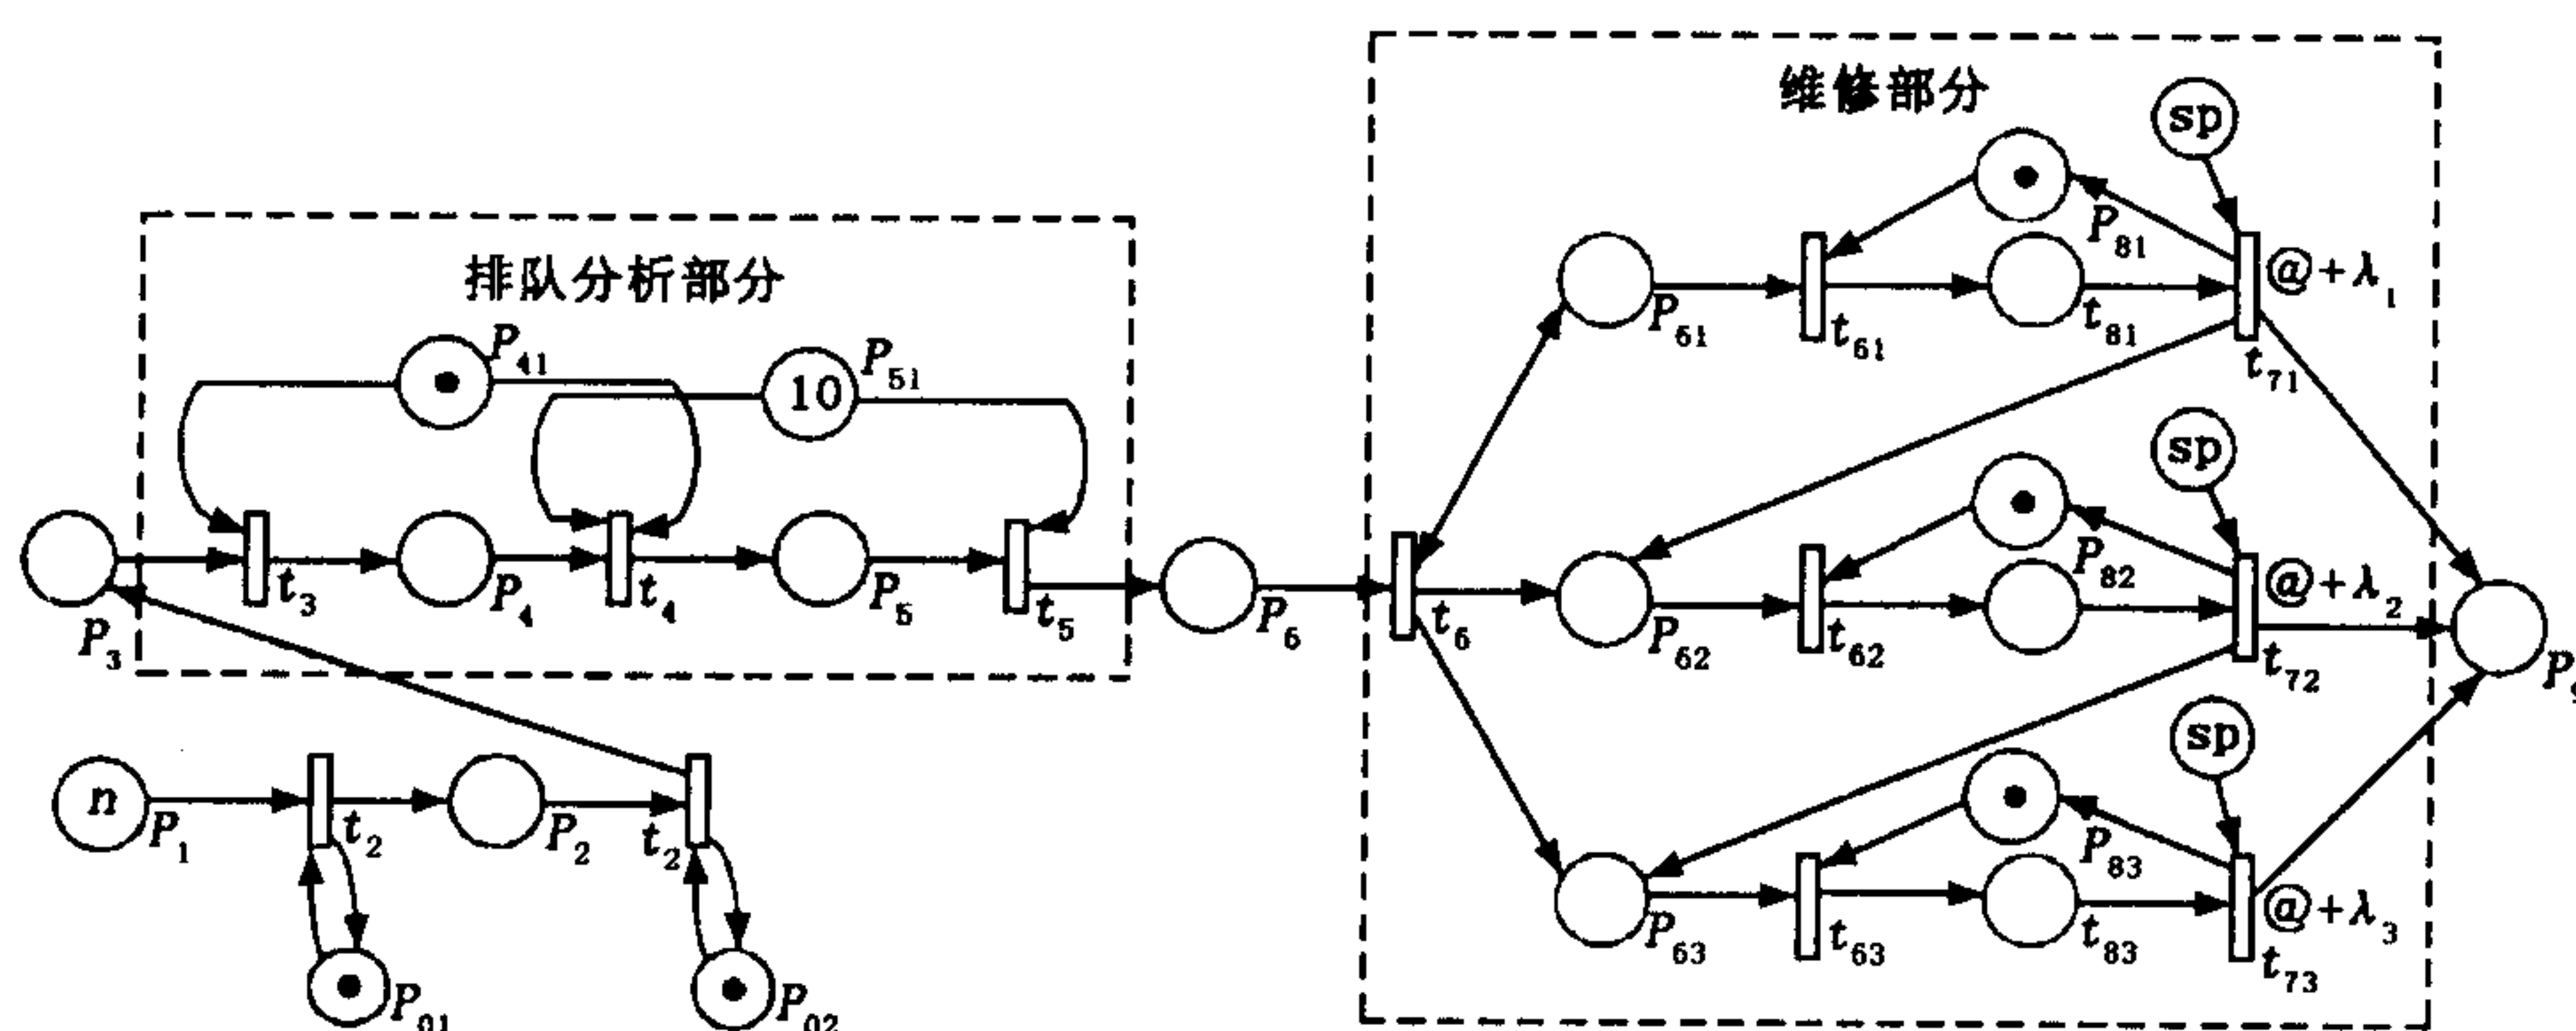 维修部分
sp
P₈₁
@+λ₁
P₆₁
t₆₁
t₈₁
t₇₁
排队分析部分
P₄₁
10
P₅₁
sp
P₈₂
@+λ₂
P₃
t₃
P₄
t₄
P₅
t₅
P₆
t₆
P₆₂
t₆₂
t₇₂
n
P₁
t₂
P₂
t₂
sp
P₈₃
@+λ₃
P₆₃
t₆₃
t₈₃
t₇₃
P₀₁
P₀₂